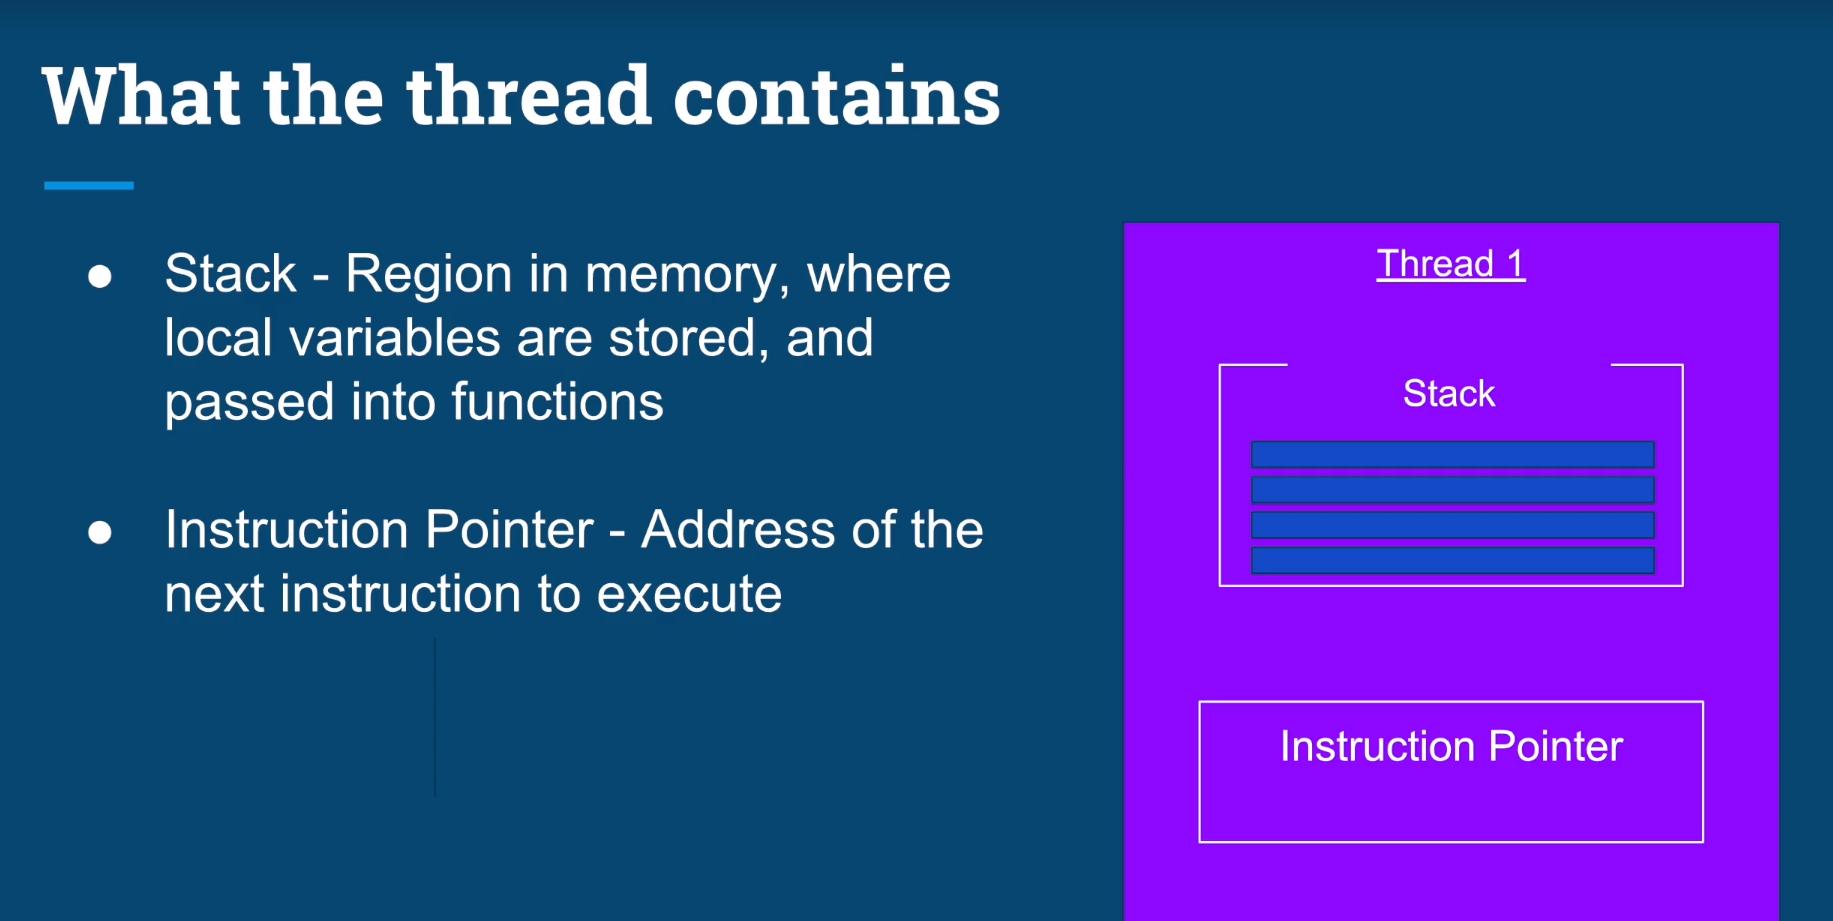 What the thread contains
● Stack - Region in memory, where
local variables are stored, and
passed into functions
● Instruction Pointer - Address of the
next instruction to execute
Thread 1
Stack
Instruction Pointer